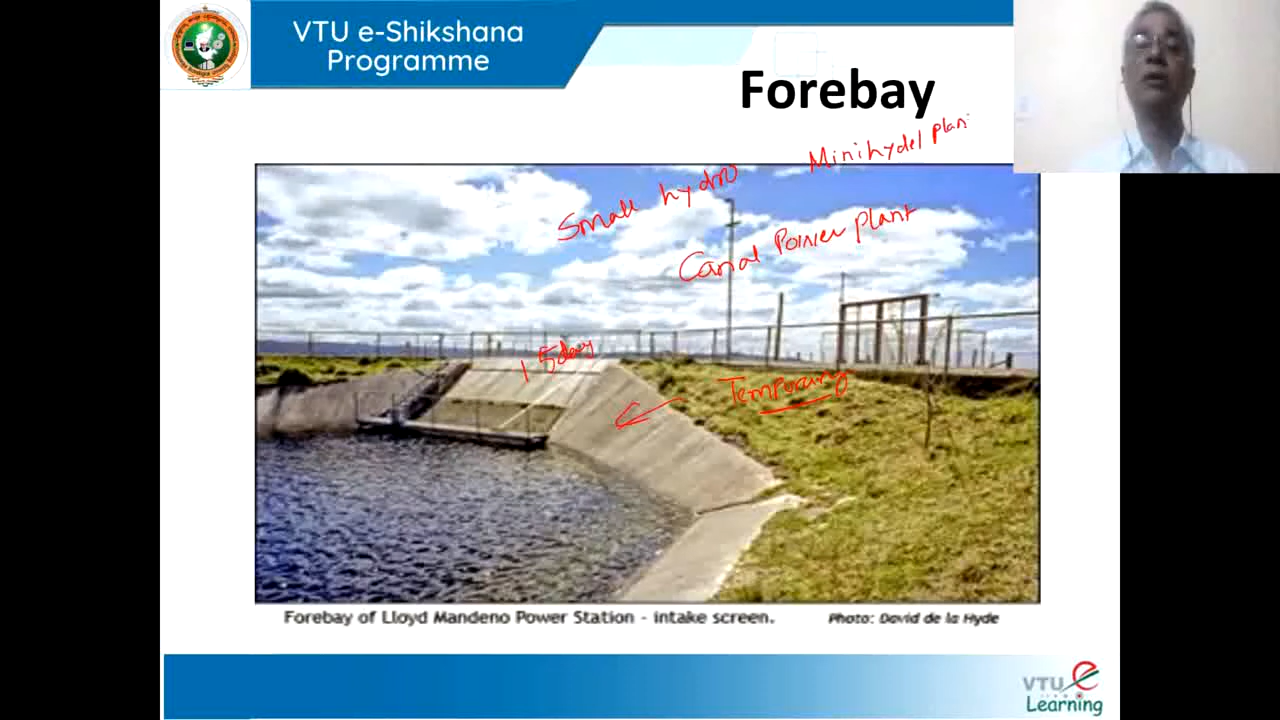 VTU e-Shikshana
Programme
Forebay
Minihydel plan
Small hydro
Canal Power plant
1 5day
Temporary
Forebay of Lloyd Mandeno Power Station - intake screen.
Photo: David de la Hyde
VTU e
Learning